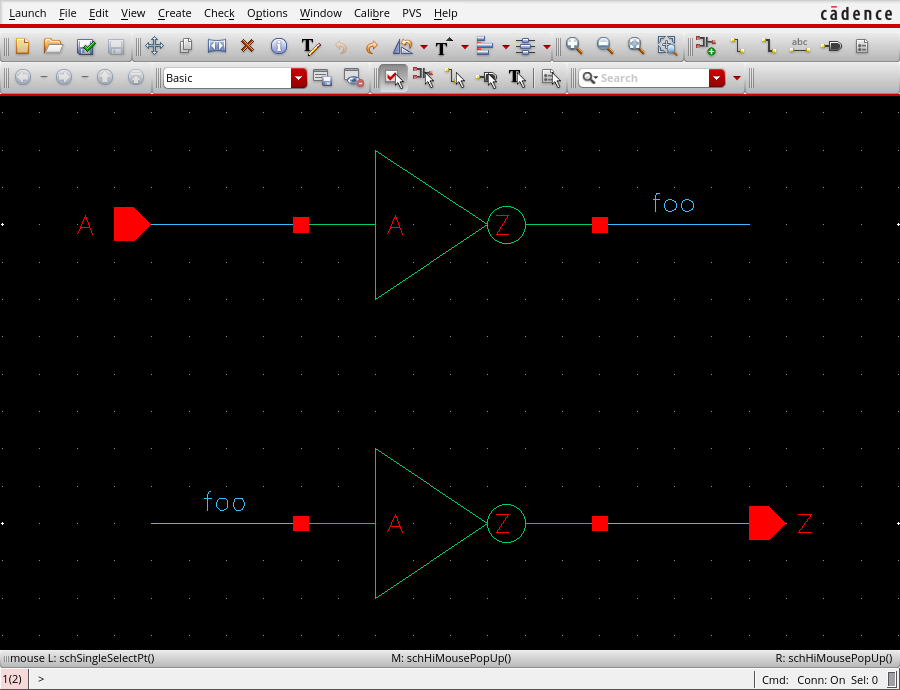 Launch File Edit View Create Check Options Window Calibre PVS Help cādence
T T abc
Basic T Search
foo
A A Z
foo
A Z Z
mouse L: schSingleSelectPt() M: schHiMousePopUp() R: schHiMousePopUp()
1(2) > Cmd: Conn: On Sel: 0